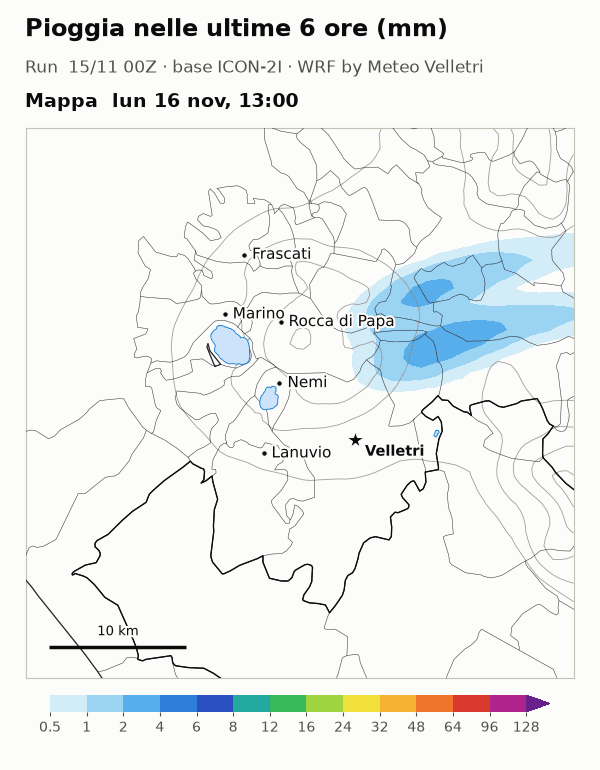 Pioggia nelle ultime 6 ore (mm)
Run 15/11 00Z · base ICON-2I · WRF by Meteo Velletri
Mappa lun 16 nov, 13:00
Frascati
Marino
Rocca di Papa
Nemi
Velletri
Lanuvio
10 km
0.5 1 2 4 6 8 12 16 24 32 48 64 96 128